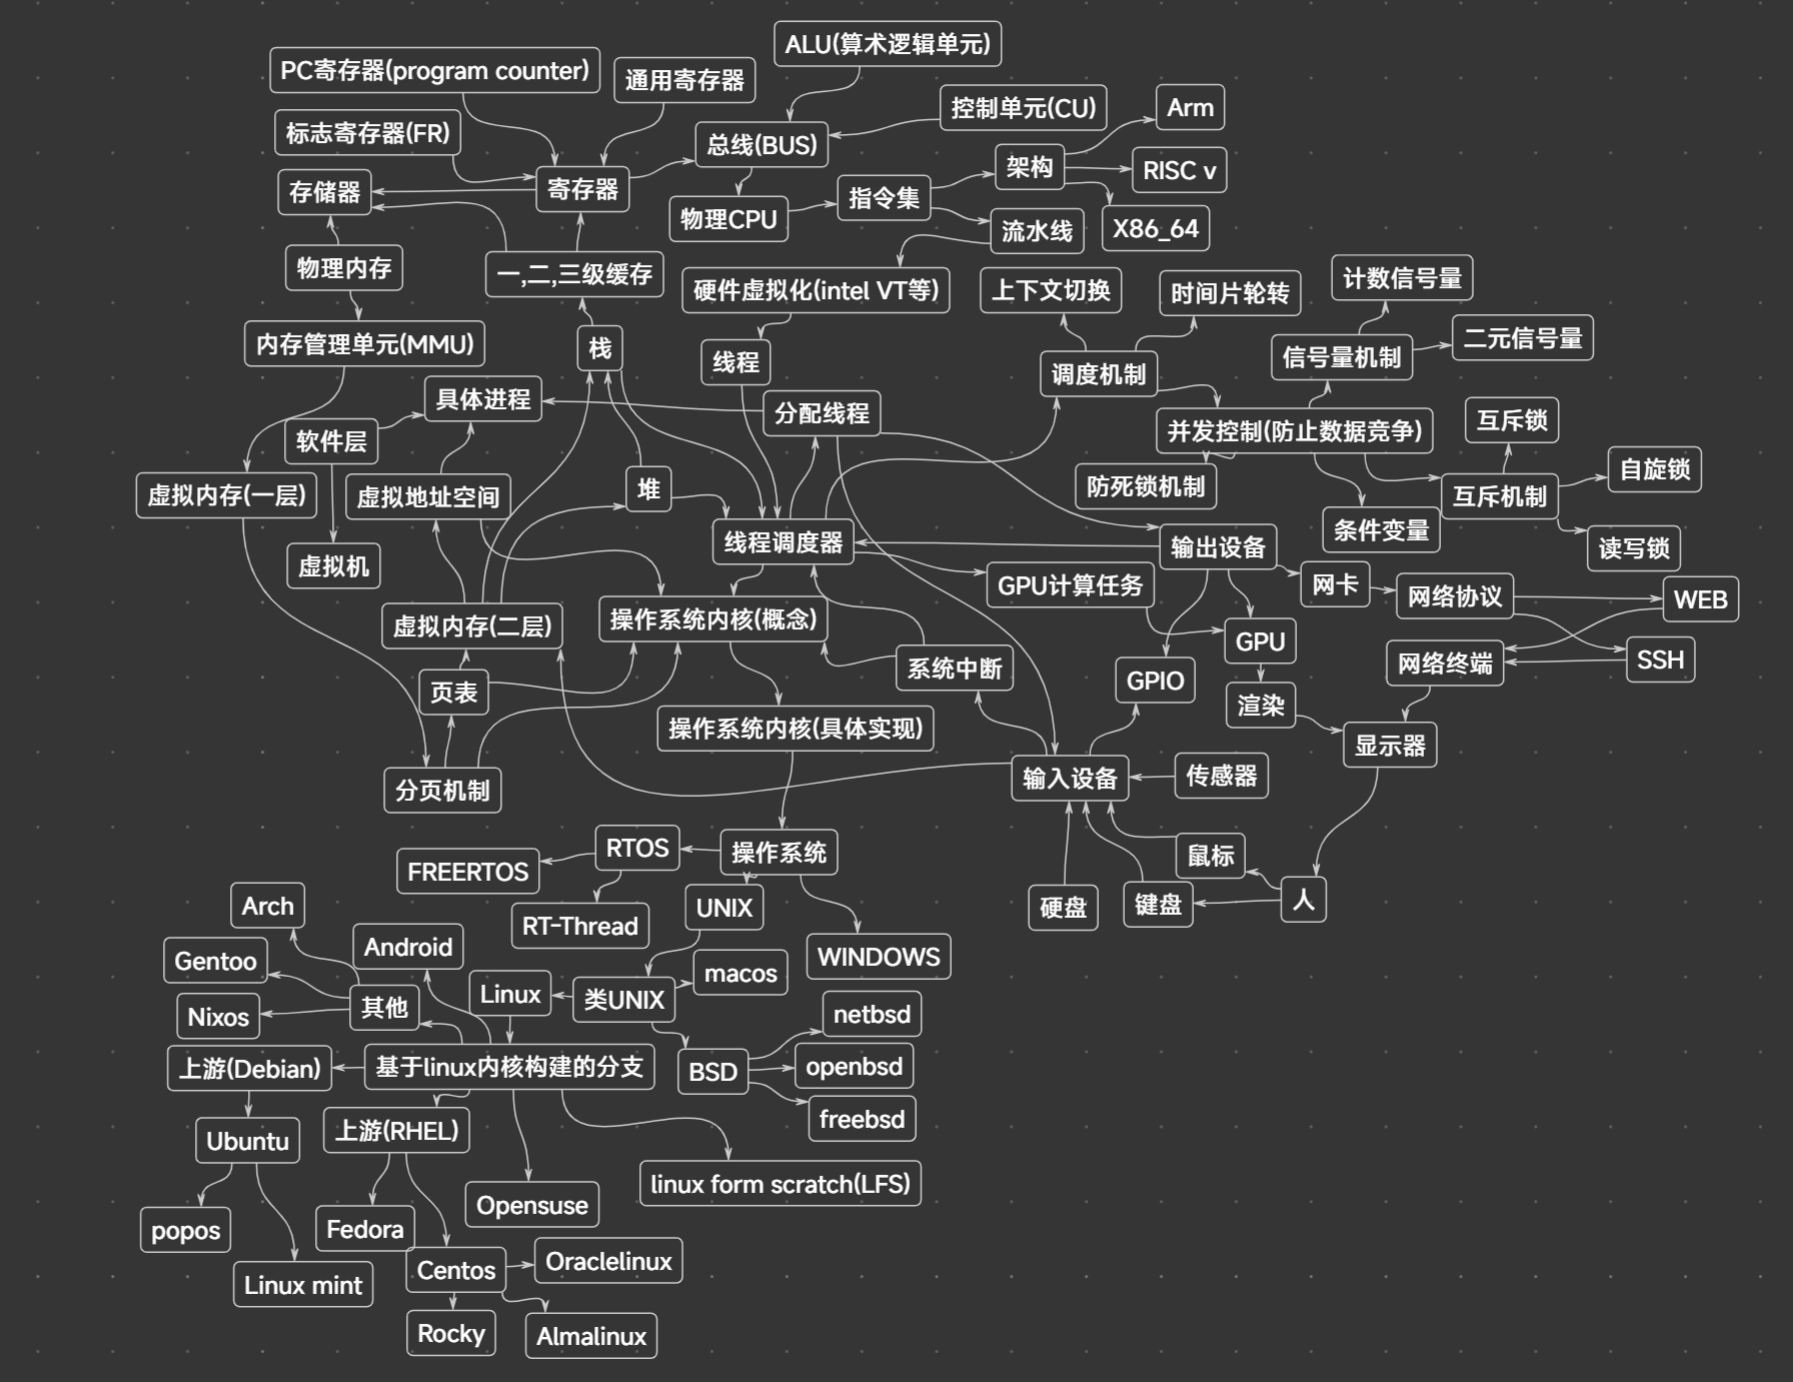 ALU(算术逻辑单元)
PC寄存器(program counter)
通用寄存器
控制单元(CU)
Arm
标志寄存器(FR)
总线(BUS)
架构
RISC v
存储器
寄存器
指令集
物理CPU
流水线
X86_64
物理内存
一,二,三级缓存
硬件虚拟化(intel VT等)
上下文切换
时间片轮转
计数信号量
内存管理单元(MMU)
栈
线程
调度机制
信号量机制
二元信号量
具体进程
分配线程
并发控制(防止数据竞争)
互斥锁
软件层
自旋锁
虚拟内存(一层)
虚拟地址空间
堆
防死锁机制
互斥机制
线程调度器
输出设备
条件变量
读写锁
虚拟机
GPU计算任务
网卡
网络协议
WEB
虚拟内存(二层)
操作系统内核(概念)
GPU
系统中断
网络终端
SSH
页表
GPIO
渲染
操作系统内核(具体实现)
显示器
分页机制
输入设备
传感器
RTOS
操作系统
鼠标
FREERTOS
Arch
UNIX
硬盘
键盘
人
RT-Thread
Android
Gentoo
WINDOWS
macos
Linux
类UNIX
其他
Nixos
netbsd
上游(Debian)
基于linux内核构建的分支
BSD
openbsd
Ubuntu
上游(RHEL)
freebsd
linux form scratch(LFS)
Opensuse
popos
Fedora
Linux mint
Centos
Oraclelinux
Rocky
Almalinux